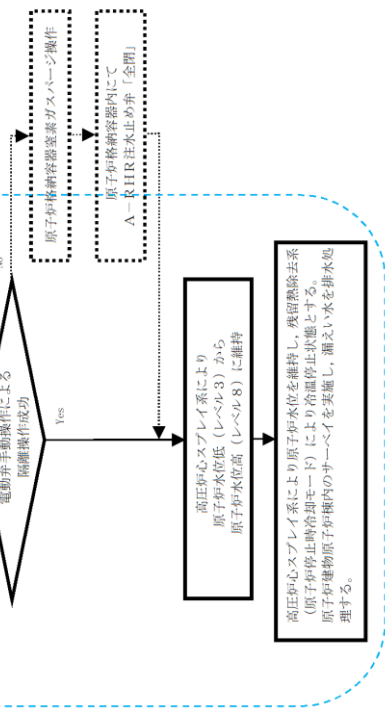 電動弁手動操作による
隔離操作成功
Yes
原子炉格納容器窒素ガスパージ操作
原子炉格納容器内にて
A-RHR注水止め弁「全閉」
高圧炉心スプレイ系により
原子炉水位低(レベル3)から
原子炉水位高(レベル8)に維持
高圧炉心スプレイ系により原子炉水位を維持し,残留熱除去系
(原子炉停止時冷却モード)により冷温停止状態とする。
原子炉建物原子炉棟内のサーベイを実施し,漏えい水を排水処
理する。